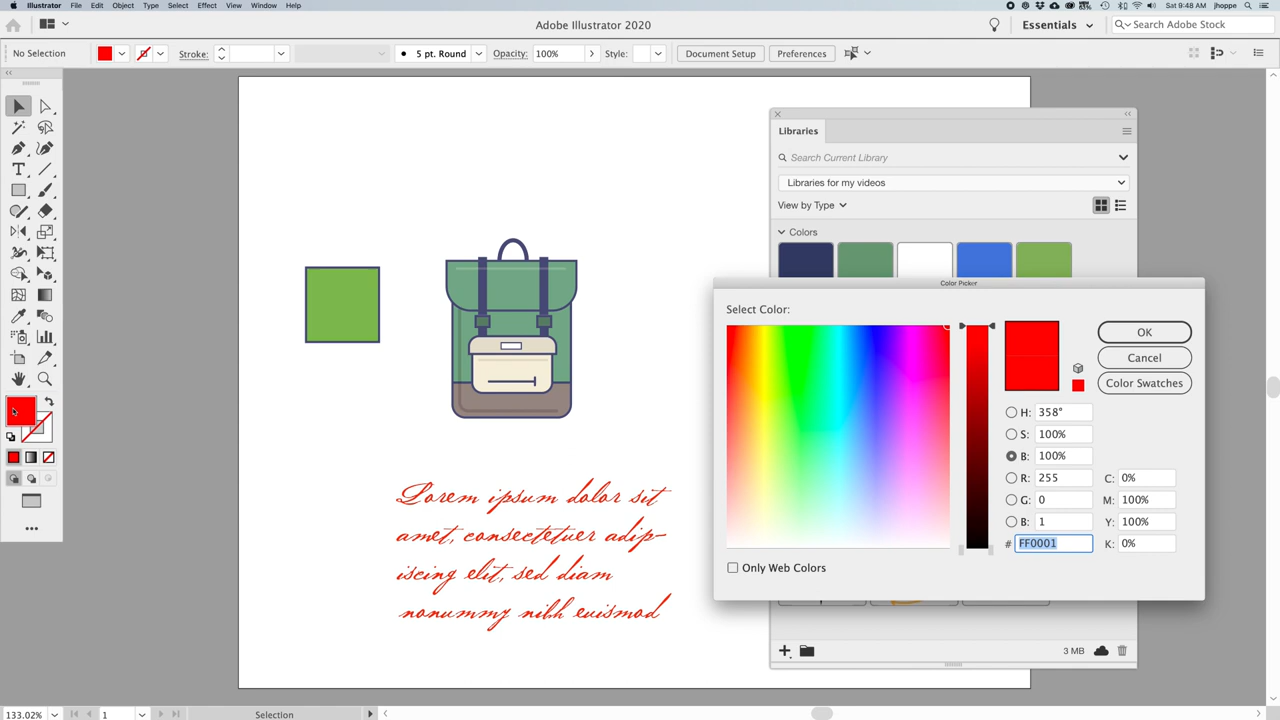 Illustrator File Edit Object Type Select Effect View Window Help
Sat 9:48 AM jhoppe
Adobe Illustrator 2020
Essentials
Search Adobe Stock
No Selection
Stroke:
5 pt. Round
Opacity: 100%
Style:
Document Setup
Preferences
Libraries
Search Current Library
Libraries for my videos
View by Type
Colors
Color Picker
Select Color:
OK
Cancel
Color Swatches
H: 358°
S: 100%
B: 100%
R: 255 C: 0%
G: 0 M: 100%
B: 1 Y: 100%
# FF0001 K: 0%
Only Web Colors
Lorem ipsum dolor sit
amet, consectetuer adip-
iscing elit, sed diam
nonummy nibh euismod
3 MB
133.02% 1 Selection